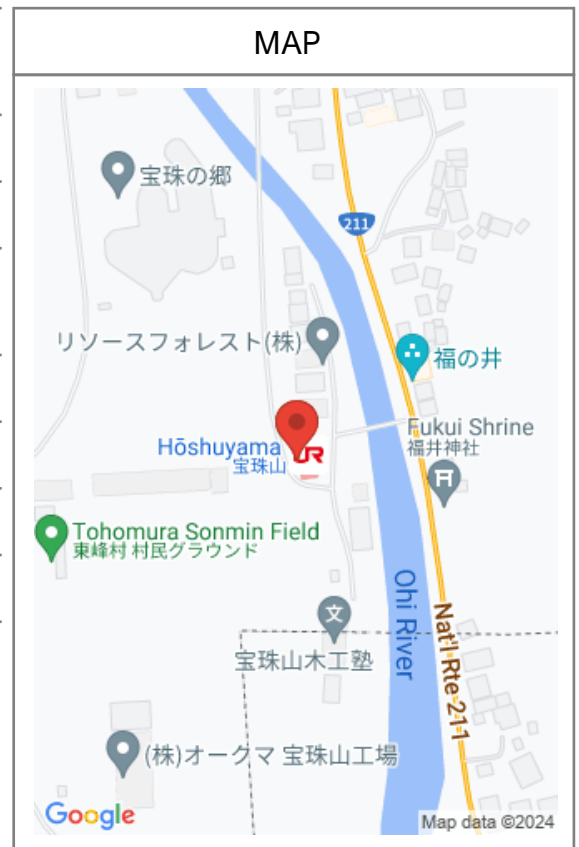 MAP
宝珠の郷
211
リソースフォレスト(株)
福の井
Hōshuyama
宝珠山
JR
Fukui Shrine
福井神社
Tohomura Sonmin Field
東峰村 村民グラウンド
文
宝珠山木工塾
Ohi River
Nat'l Rte 211
(株)オークマ 宝珠山工場
Google
Map data ©2024